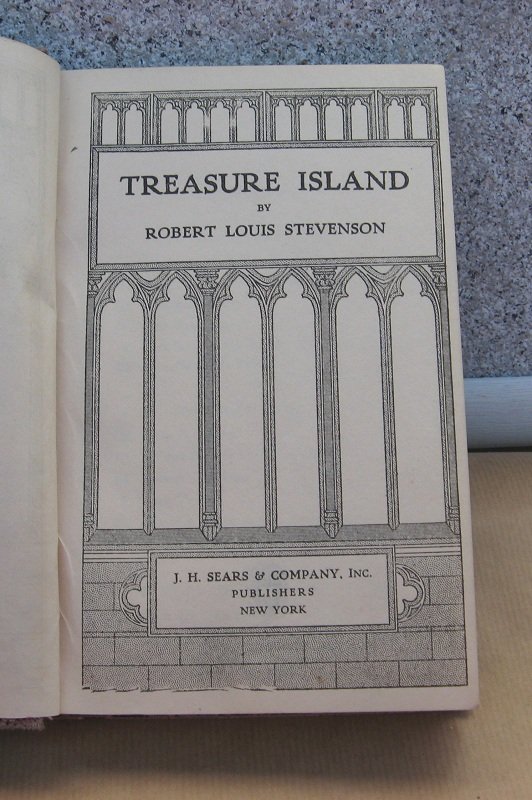 TREASURE ISLAND
BY
ROBERT LOUIS STEVENSON
J. H. SEARS & COMPANY, INC.
PUBLISHERS
NEW YORK